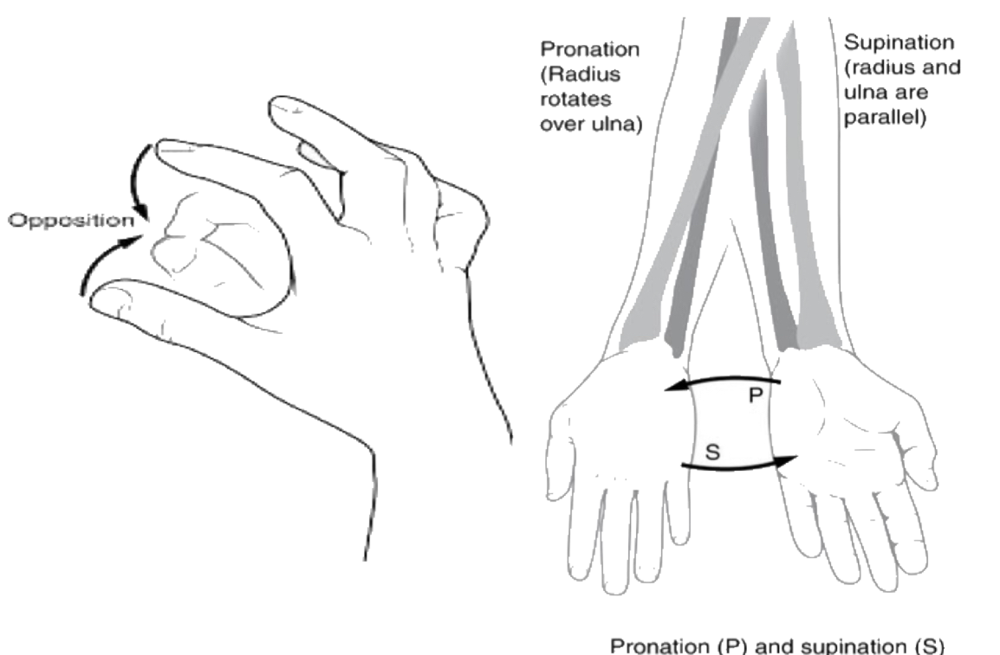 Opposition
Pronation
(Radius
rotates
over ulna)
Supination
(radius and
ulna are
parallel)
P
S
Pronation (P) and supination (S)